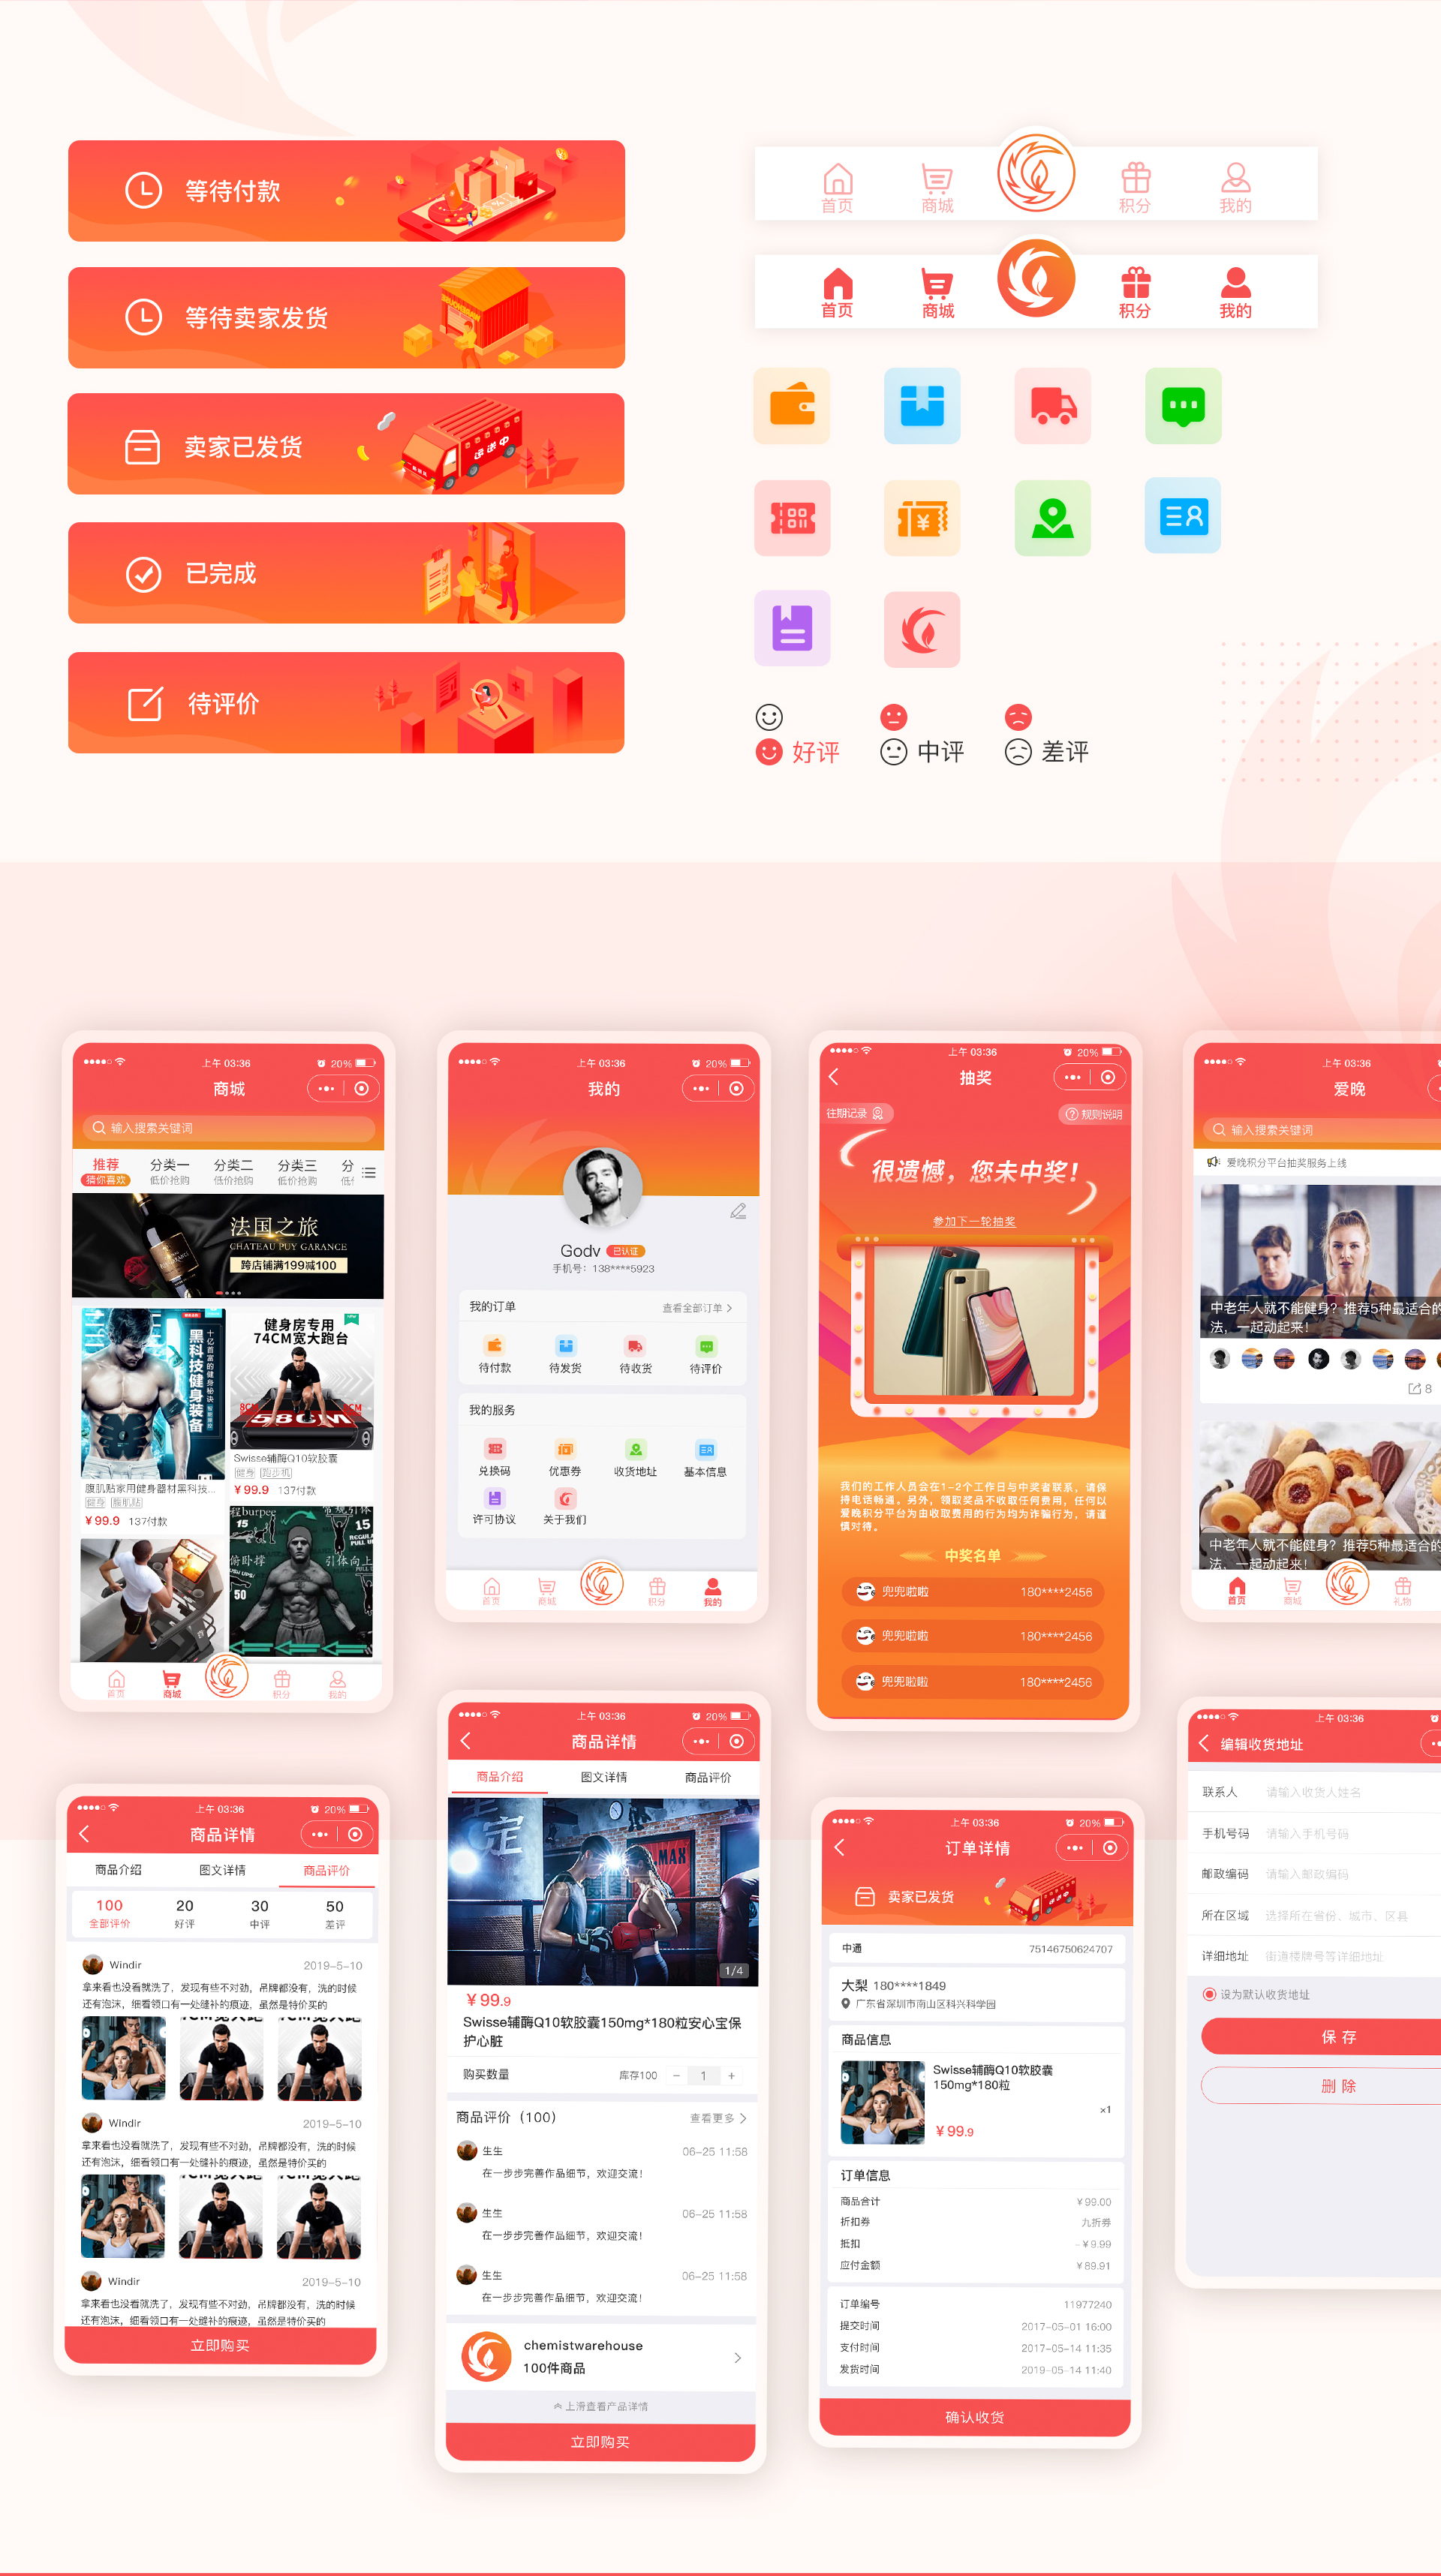 等待付款
等待卖家发货
卖家已发货
运送中
已完成
待评价
首页 商城 积分 我的
首页 商城 积分 我的
好评 中评 差评
上午 03:36 20%
商城
输入搜索关键词
推荐 分类一 分类二 分类三 分
猜你喜欢 低价抢购 低价抢购 低价抢购
法国之旅
CHATEAU PUY GARANCE
跨店铺满199减100
十亿首富的健身秘诀
黑科技健身装备
腹肌贴家用健身器材黑科技...
健身 腹肌贴
¥99.9 137付款
健身房专用
74CM宽大跑台
58CM
Swisse辅酶Q10软胶囊
健身 跑步机
¥99.9 137付款
burpee
15
俯卧撑
引体向上
首页 商城 积分 我的
上午 03:36 20%
我的
Godv 已认证
手机号：138****5923
我的订单 查看全部订单
待付款 待发货 待收货 待评价
我的服务
兑换码 优惠券 收货地址 基本信息
许可协议 关于我们
首页 商城 积分 我的
上午 03:36 20%
抽奖
往期记录 规则说明
很遗憾，您未中奖！
参加下一轮抽奖
我们的工作人员会在1-2个工作日与中奖者联系，请保
持电话畅通。另外，领取奖品不收取任何费用，任何以
爱晚积分平台为由收取费用的行为均为诈骗行为，请谨
慎对待。
中奖名单
兜兜啦啦 180****2456
兜兜啦啦 180****2456
兜兜啦啦 180****2456
上午 03:36
爱晚
输入搜索关键词
爱晚积分平台抽奖服务上线
中老年人就不能健身？推荐5种最适合的
法，一起动起来！
8
中老年人就不能健身？推荐5种最适合的
法，一起动起来！
首页 商城 礼物
上午 03:36 20%
商品详情
商品介绍 图文详情 商品评价
100 20 30 50
全部评价 好评 中评 差评
Windir 2019-5-10
拿来看也没看就洗了，发现有些不对劲，吊牌都没有，洗的时候
还有泡沫，细看领口有一处缝补的痕迹，虽然是特价买的
Windir 2019-5-10
拿来看也没看就洗了，发现有些不对劲，吊牌都没有，洗的时候
还有泡沫，细看领口有一处缝补的痕迹，虽然是特价买的
Windir 2019-5-10
拿来看也没看就洗了，发现有些不对劲，吊牌都没有，洗的时候
还有泡沫，细看领口有一处缝补的痕迹，虽然是特价买的
立即购买
上午 03:36 20%
商品详情
商品介绍 图文详情 商品评价
MAX
1/4
¥99.9
Swisse辅酶Q10软胶囊150mg*180粒安心宝保
护心脏
购买数量 库存100 − 1 +
商品评价（100） 查看更多
生生 06-25 11:58
在一步步完善作品细节，欢迎交流！
生生 06-25 11:58
在一步步完善作品细节，欢迎交流！
生生 06-25 11:58
在一步步完善作品细节，欢迎交流！
chemistwarehouse
100件商品
上滑查看产品详情
立即购买
上午 03:36 20%
订单详情
卖家已发货
中通 75146750624707
大梨 180****1849
广东省深圳市南山区科兴科学园
商品信息
Swisse辅酶Q10软胶囊
150mg*180粒
×1
¥99.9
订单信息
商品合计 ¥99.00
折扣券 九折券
抵扣 -¥9.99
应付金额 ¥89.91
订单编号 11977240
提交时间 2017-05-01 16:00
支付时间 2017-05-14 11:35
发货时间 2019-05-14 11:40
确认收货
上午 03:36
编辑收货地址
联系人 请输入收货人姓名
手机号码 请输入手机号码
邮政编码 请输入邮政编码
所在区域 选择所在省份、城市、区县
详细地址 街道楼牌号等详细地址
设为默认收货地址
保 存
删 除